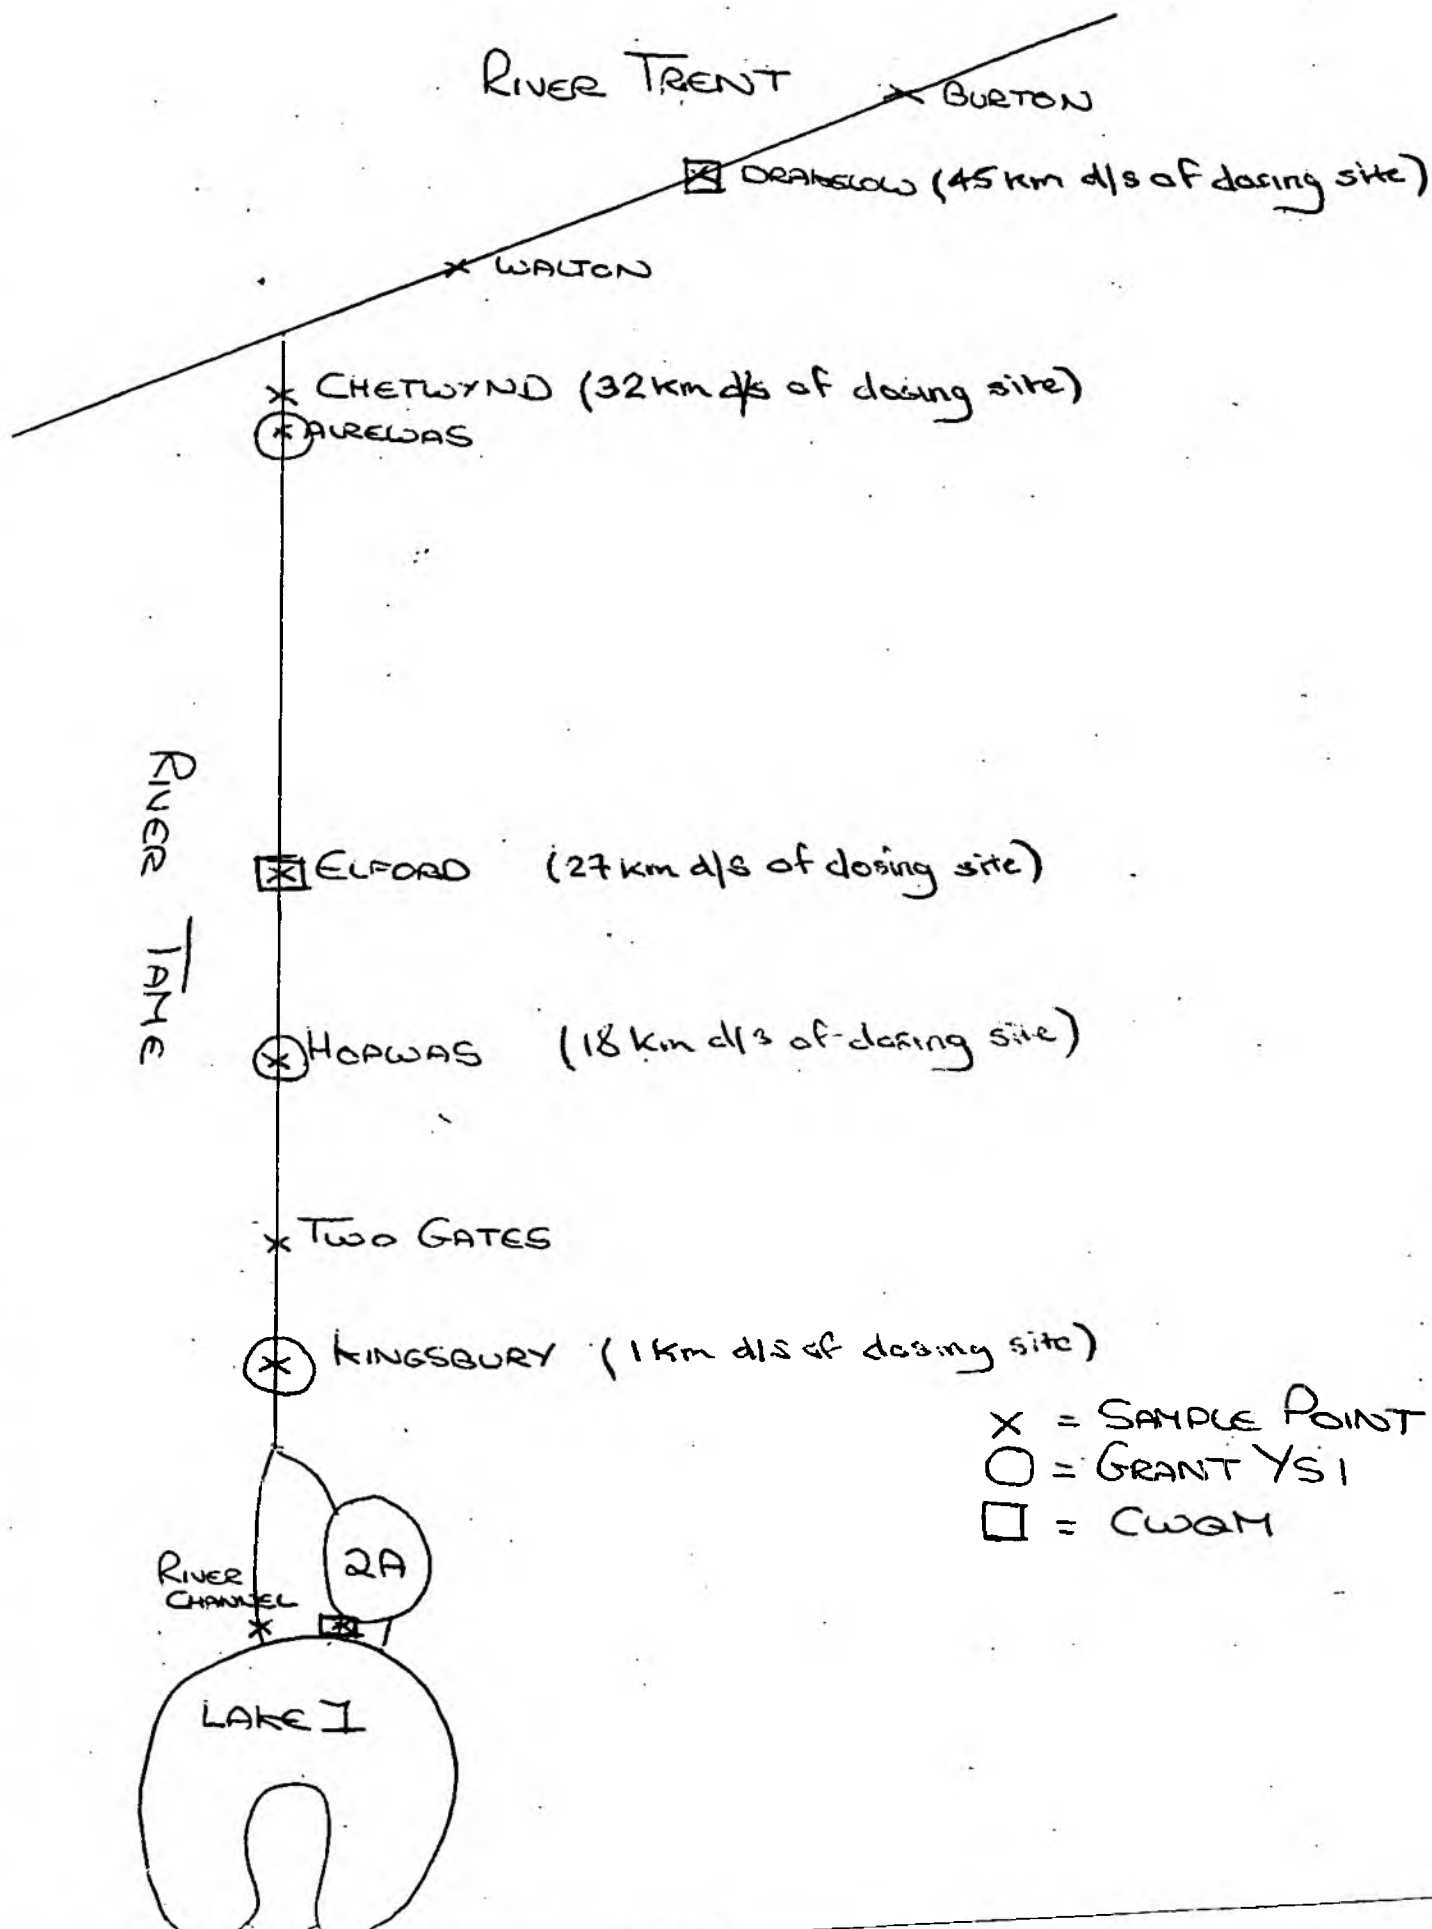 RIVER TRENT
BURTON
DRAKELOW (45 km d/s of dosing site)
WALTON
CHETWYND (32 km d/s of dosing site)
ALREWAS
RIVER TAME
ELFORD (27 km d/s of dosing site)
HOPWAS (18 km d/s of dosing site)
TWO GATES
KINGSBURY (1 km d/s of dosing site)
X = SAMPLE POINT
= GRANT YSI
= CWQM
2A
RIVER
CHANNEL
LAKE 1